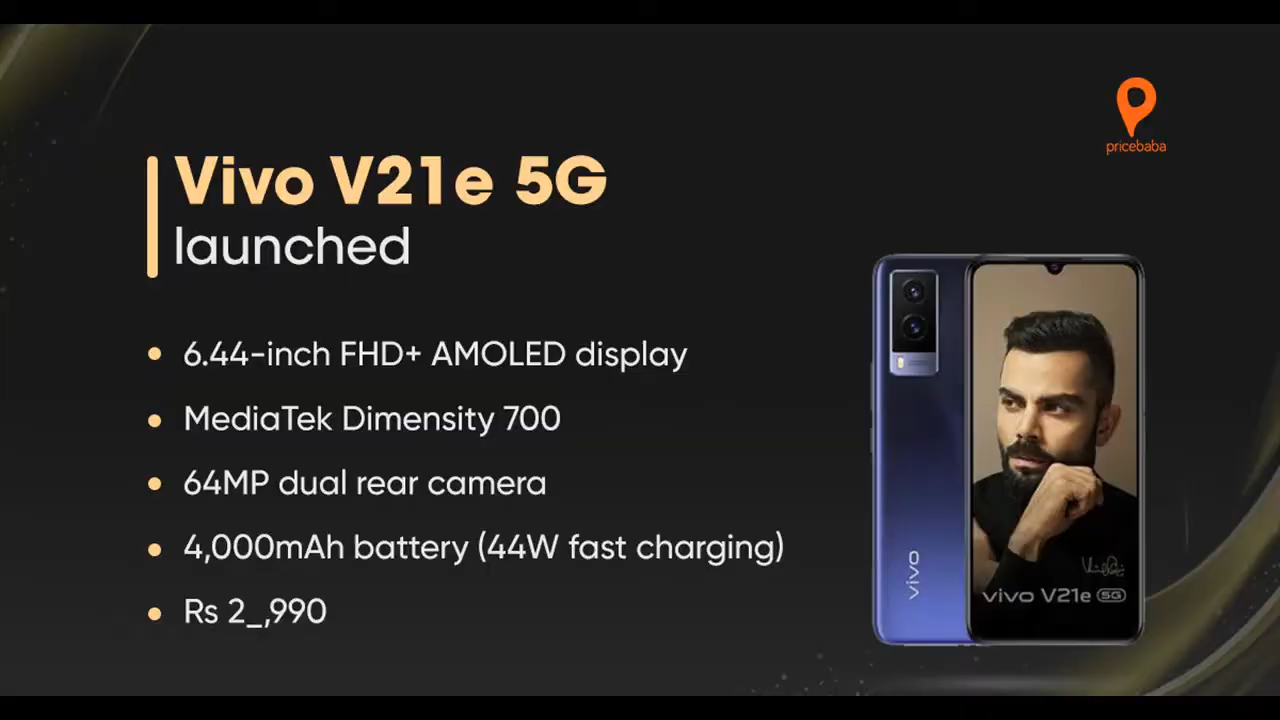 pricebaba
Vivo V21e 5G
launched
6.44-inch FHD+ AMOLED display
MediaTek Dimensity 700
64MP dual rear camera
4,000mAh battery (44W fast charging)
Rs 2_,990
vivo
vivo V21e 5G